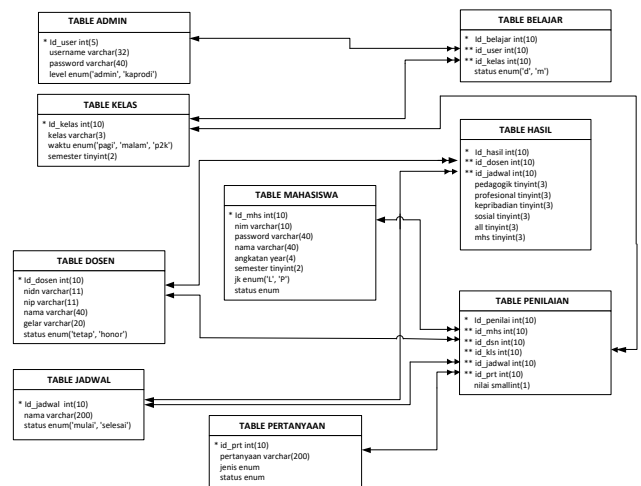 TABLE ADMIN
* Id_user int(5)
username varchar(32)
password varchar(40)
level enum('admin', 'kaprodi')
TABLE BELAJAR
* Id_belajar int(10)
** id_user int(10)
** id_kelas int(10)
status enum('d', 'm')
TABLE KELAS
* Id_kelas int(10)
kelas varchar(3)
waktu enum('pagi', 'malam', 'p2k')
semester tinyint(2)
TABLE HASIL
* Id_hasil int(10)
** id_dosen int(10)
** id_jadwal int(10)
pedagogik tinyint(3)
profesional tinyint(3)
kepribadian tinyint(3)
sosial tinyint(3)
all tinyint(3)
mhs tinyint(3)
TABLE MAHASISWA
* Id_mhs int(10)
nim varchar(10)
password varchar(40)
nama varchar(40)
angkatan year(4)
semester tinyint(2)
jk enum('L', 'P')
status enum
TABLE DOSEN
* Id_dosen int(10)
nidn varchar(11)
nip varchar(11)
nama varchar(40)
gelar varchar(20)
status enum('tetap', 'honor')
TABLE PENILAIAN
* Id_penilai int(10)
** id_mhs int(10)
** id_dsn int(10)
** id_kls int(10)
** id_jadwal int(10)
** id_prt int(10)
nilai smallint(1)
TABLE JADWAL
* Id_jadwal int(10)
nama varchar(200)
status enum('mulai', 'selesai')
TABLE PERTANYAAN
* id_prt int(10)
pertanyaan varchar(200)
jenis enum
status enum